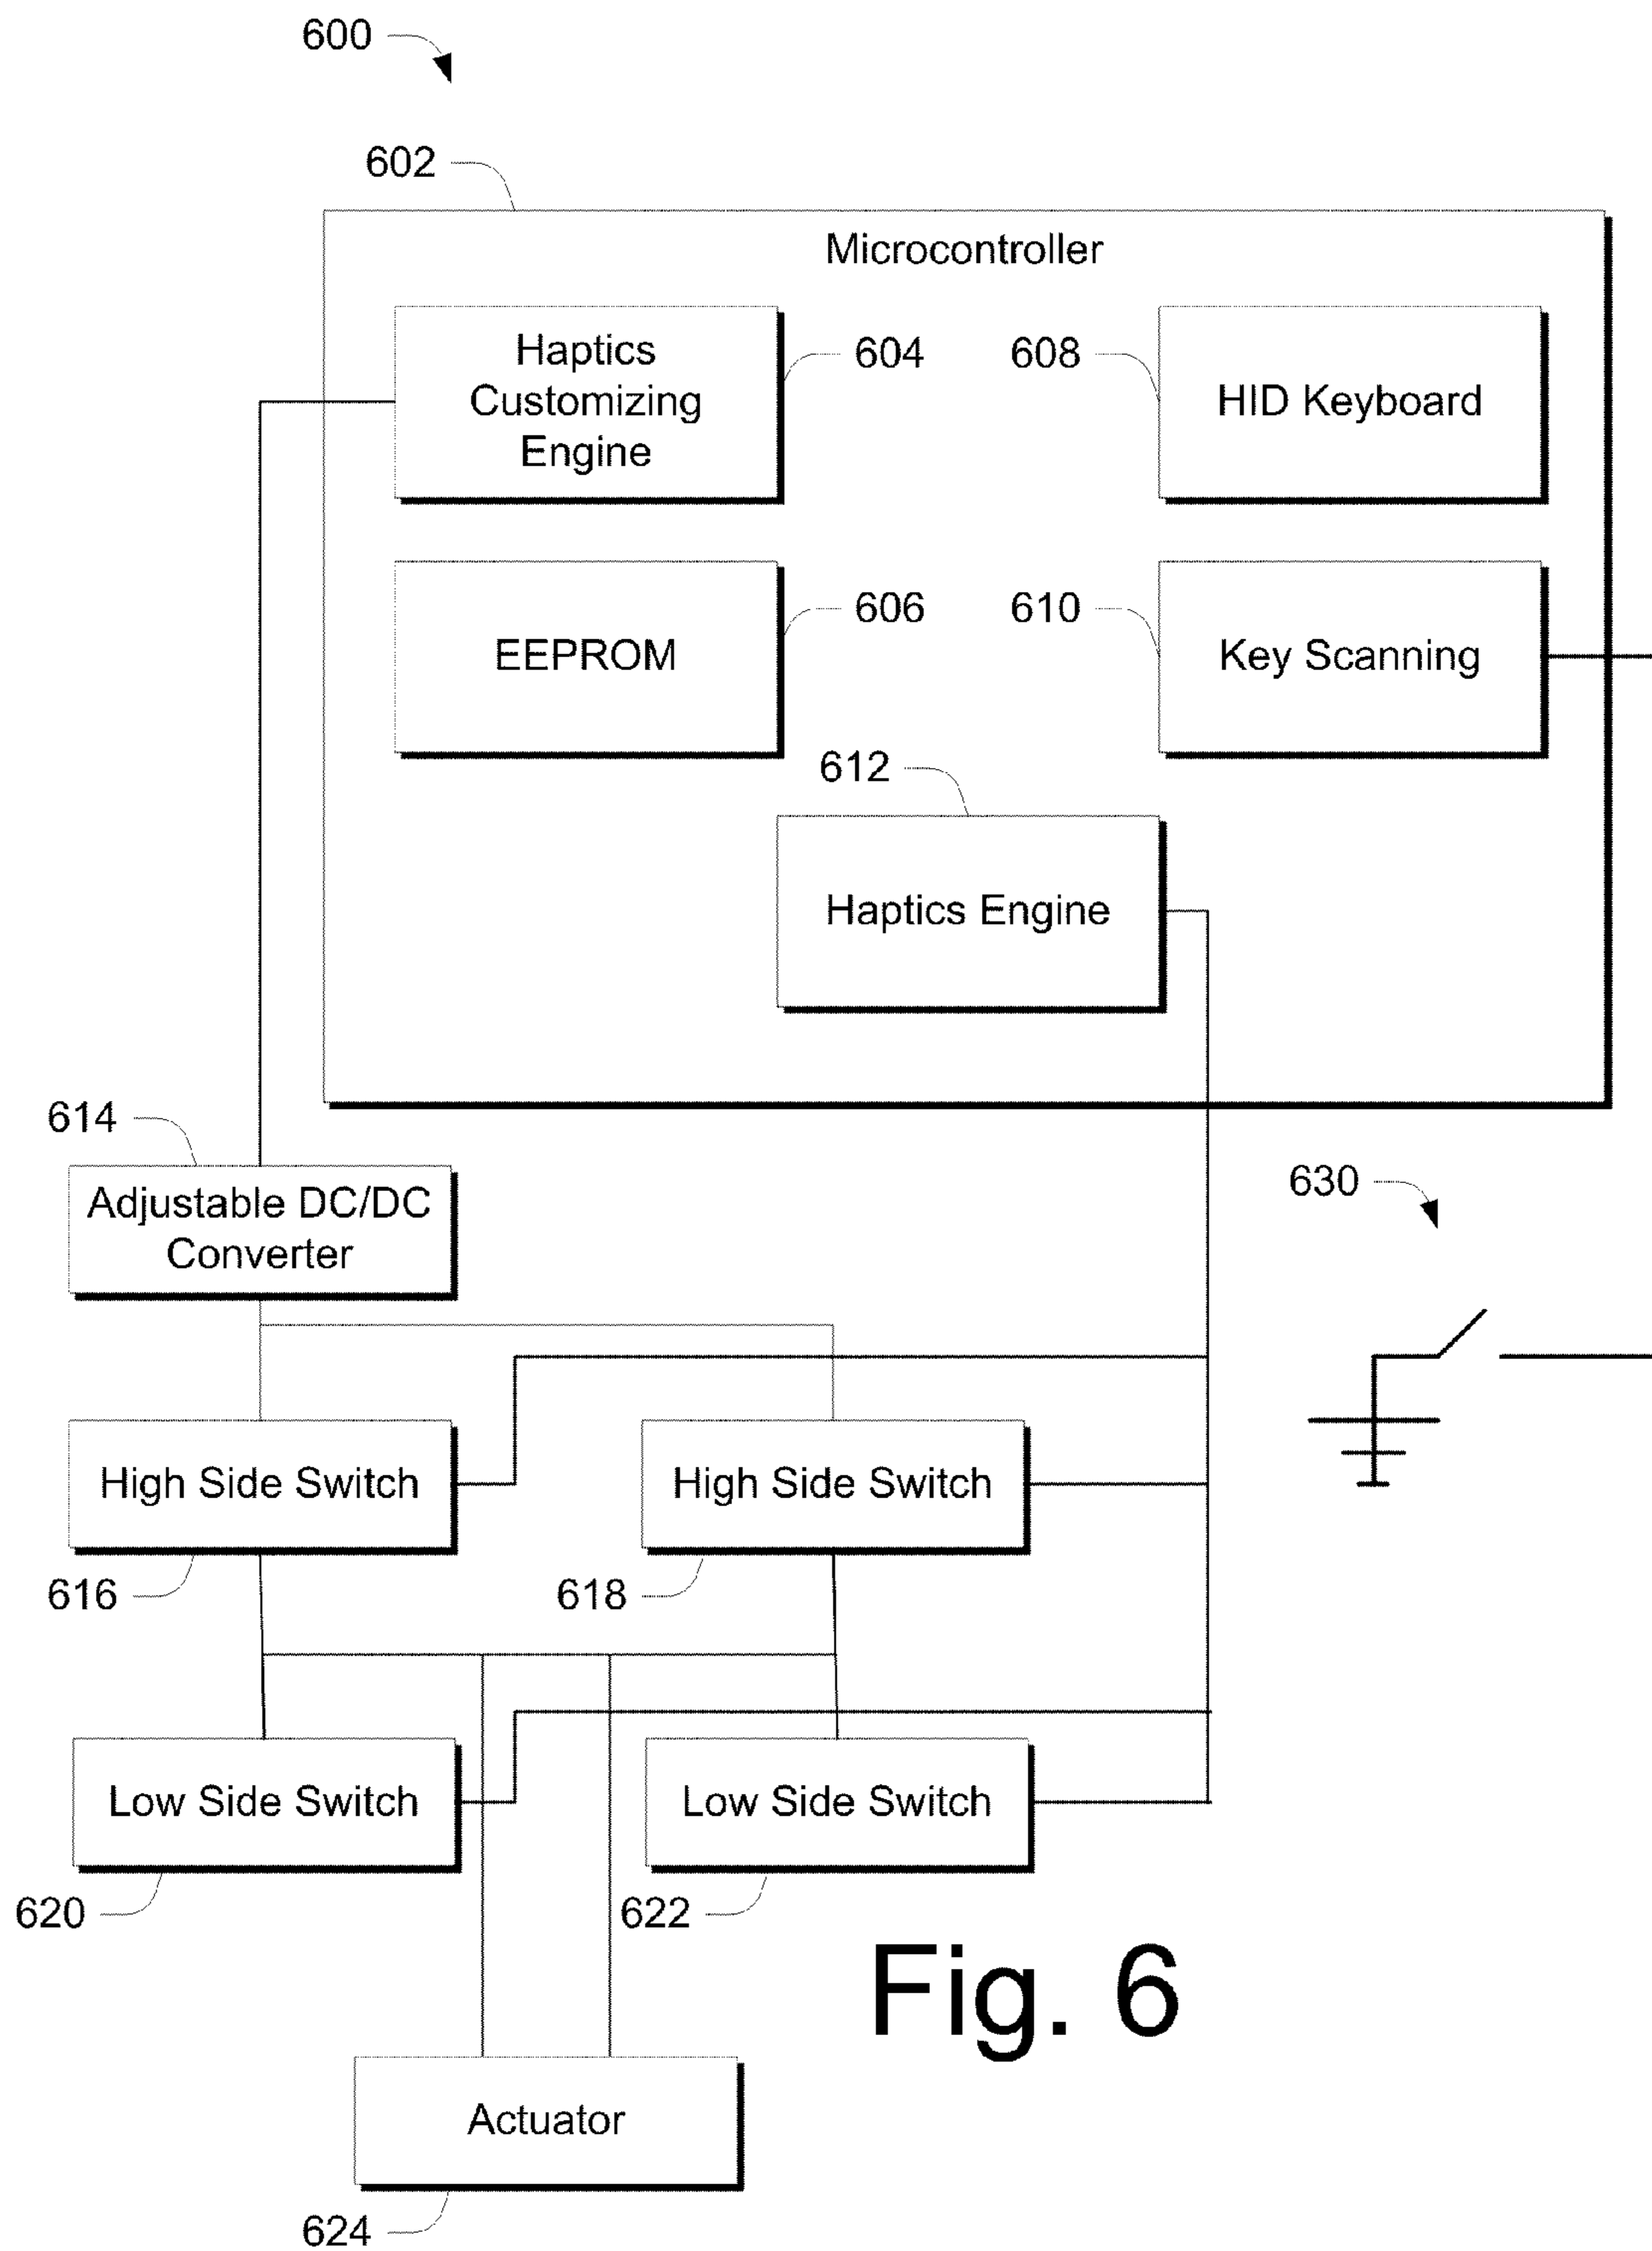 600
602
Microcontroller
Haptics
Customizing
Engine
604
608
HID Keyboard
EEPROM
606
610
Key Scanning
612
Haptics Engine
614
Adjustable DC/DC
Converter
630
High Side Switch
High Side Switch
616
618
Low Side Switch
Low Side Switch
620
622
Fig. 6
Actuator
624